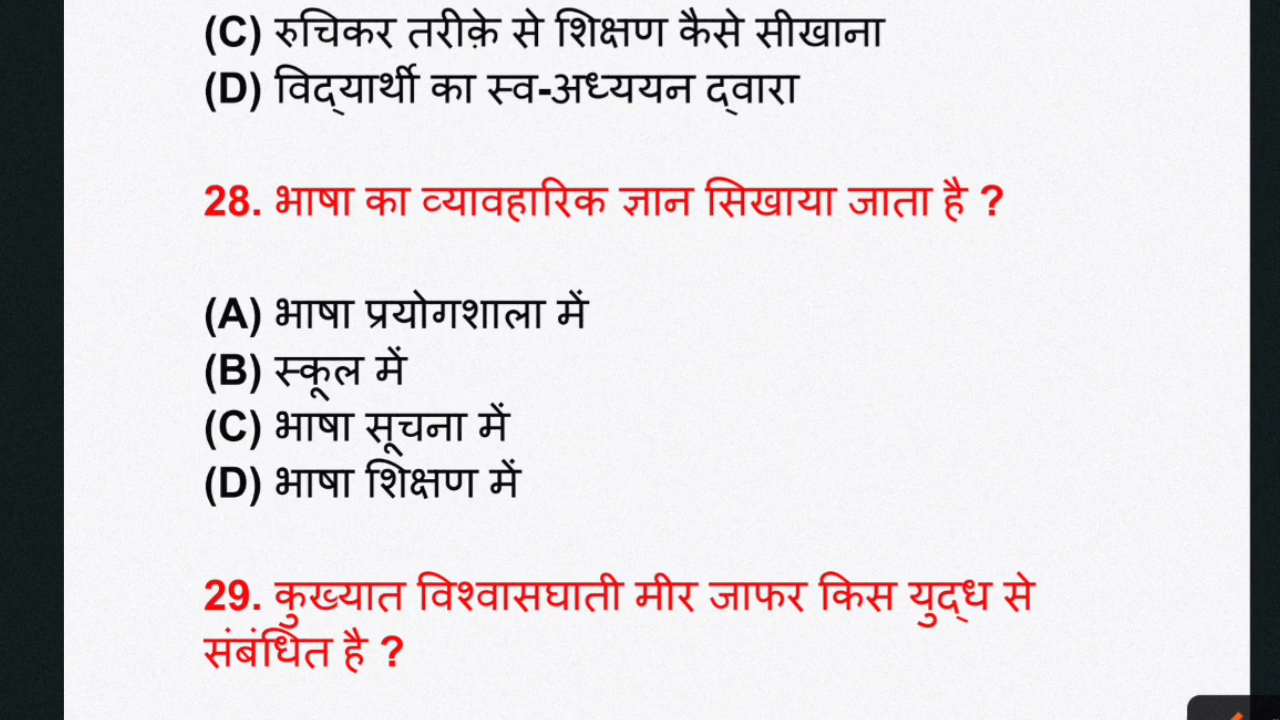 (C) रुचिकर तरीक़े से शिक्षण कैसे सीखाना
(D) विद्यार्थी का स्व-अध्ययन द्वारा
28. भाषा का व्यावहारिक ज्ञान सिखाया जाता है ?
(A) भाषा प्रयोगशाला में
(B) स्कूल में
(C) भाषा सूचना में
(D) भाषा शिक्षण में
29. कुख्यात विश्वासघाती मीर जाफर किस युद्ध से
संबंधित है ?